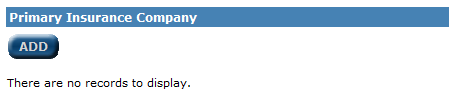 Primary Insurance Company
ADD
There are no records to display.